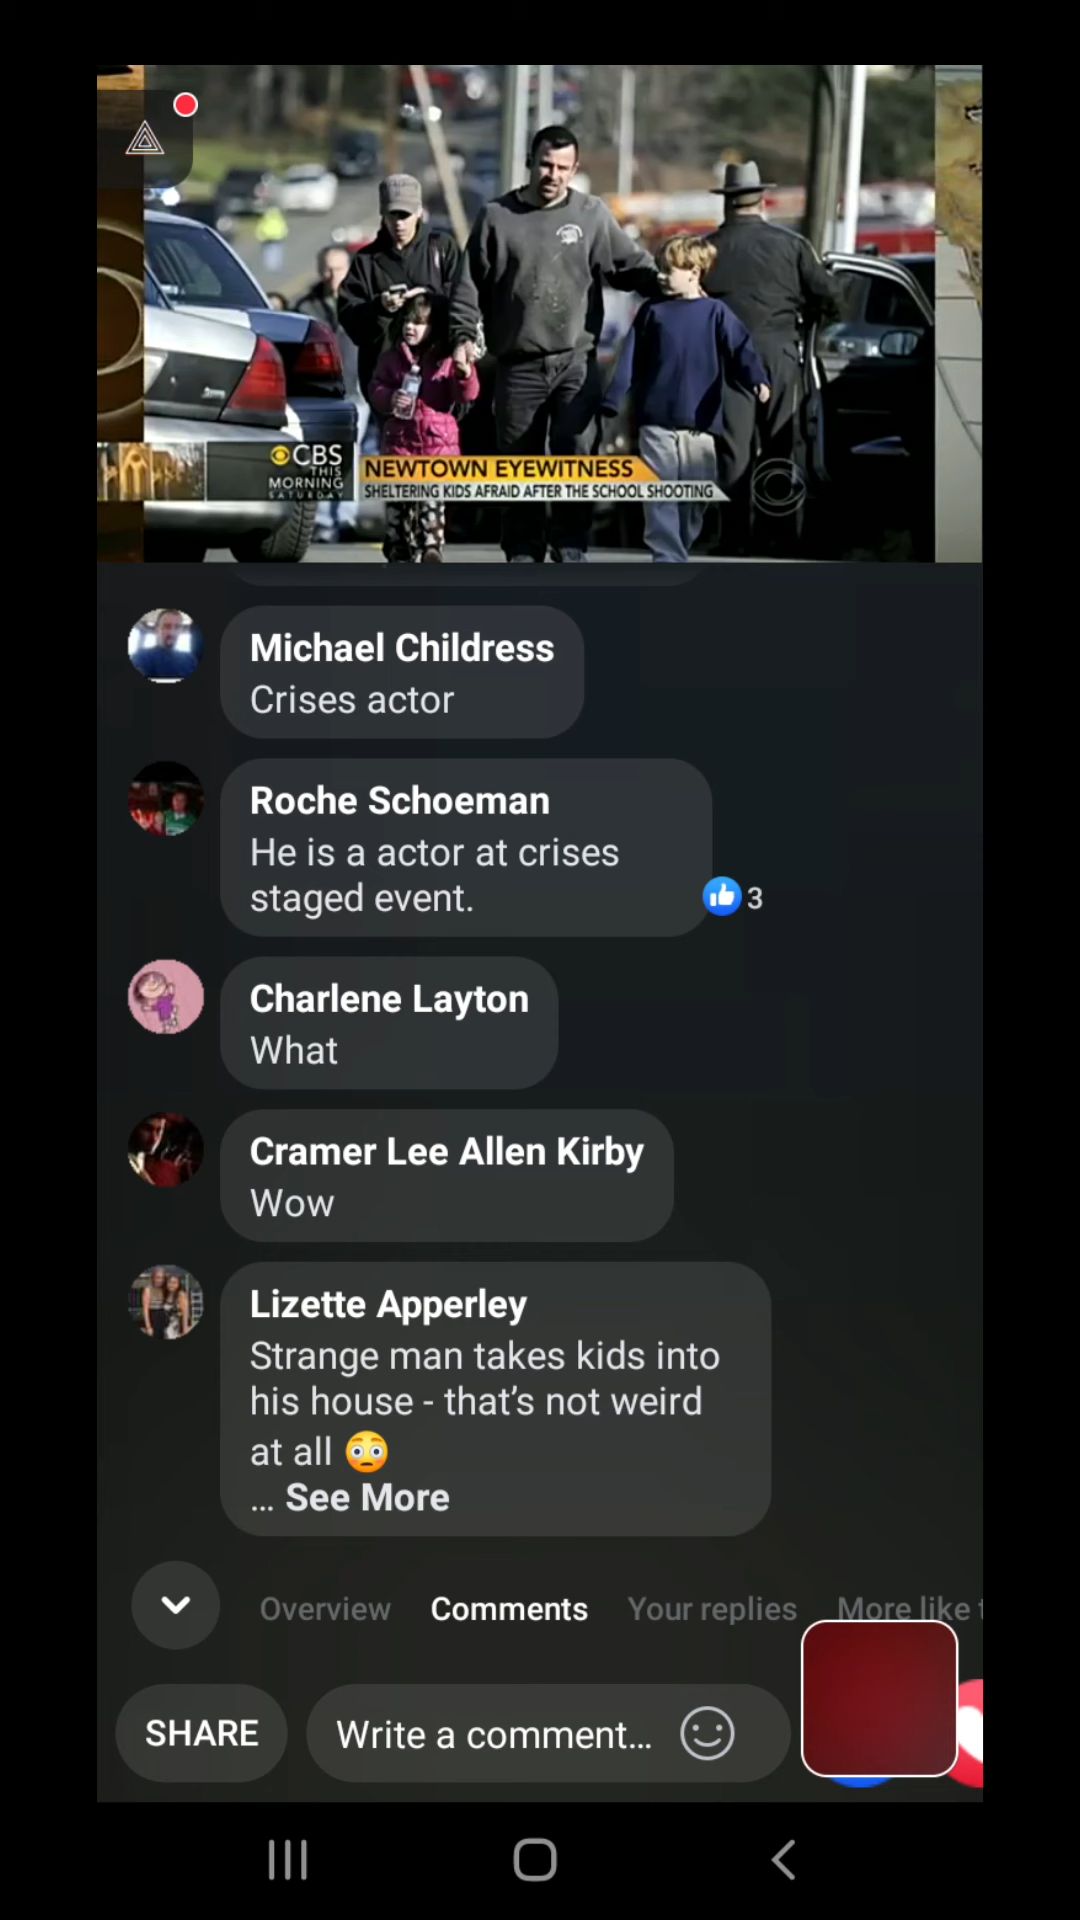 CBS
THIS
MORNING
SATURDAY
NEWTOWN EYEWITNESS
SHELTERING KIDS AFRAID AFTER THE SCHOOL SHOOTING
Michael Childress
Crises actor
Roche Schoeman
He is a actor at crises
staged event.
3
Charlene Layton
What
Cramer Lee Allen Kirby
Wow
Lizette Apperley
Strange man takes kids into
his house - that's not weird
at all 😳
... See More
Overview Comments Your replies More like t
SHARE Write a comment...